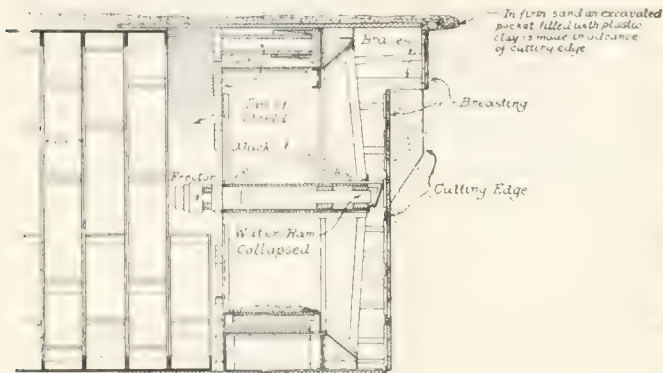 In firm sand an excavated
pocket filled with plastic
clay is made in advance
of cutting edge
Braces
Breasting
Erector
Cutting Edge
Water Ram
Collapsed